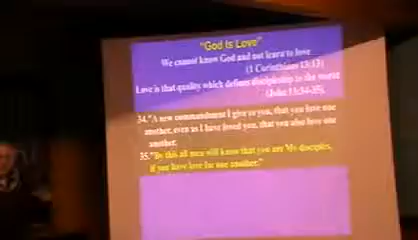 "God Is Love"
We cannot know God and not learn to love
(1 Corinthians 13:13)
Love is that quality which defines discipleship to the world
(John 13:34-35).
34."A new commandment I give to you, that you love one
another, even as I have loved you, that you also love one
another.
35."By this all men will know that you are My disciples,
if you have love for one another."